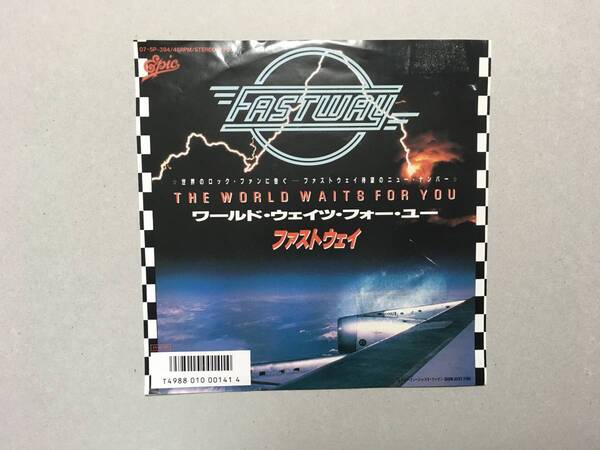 07・5P-394/45RPM/STEREO
Epic
FASTWAY
世界のロック・ファンに告ぐ――ファストウェイ待望のニュー・ナンバー
THE WORLD WAITS FOR YOU
ワールド・ウェイツ・フォー・ユー
ファストウェイ
T4988 010 00141 4